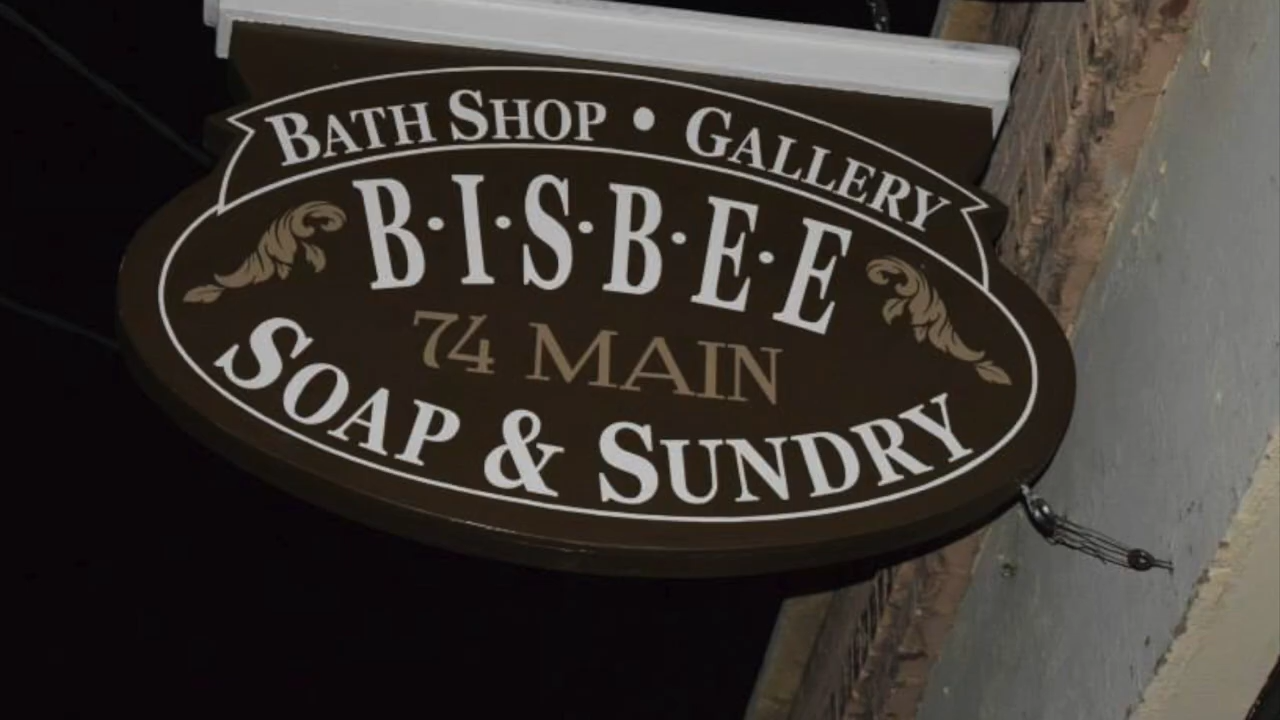 BATH SHOP • GALLERY
B·I·S·B·E·E
74 MAIN
SOAP & SUNDRY